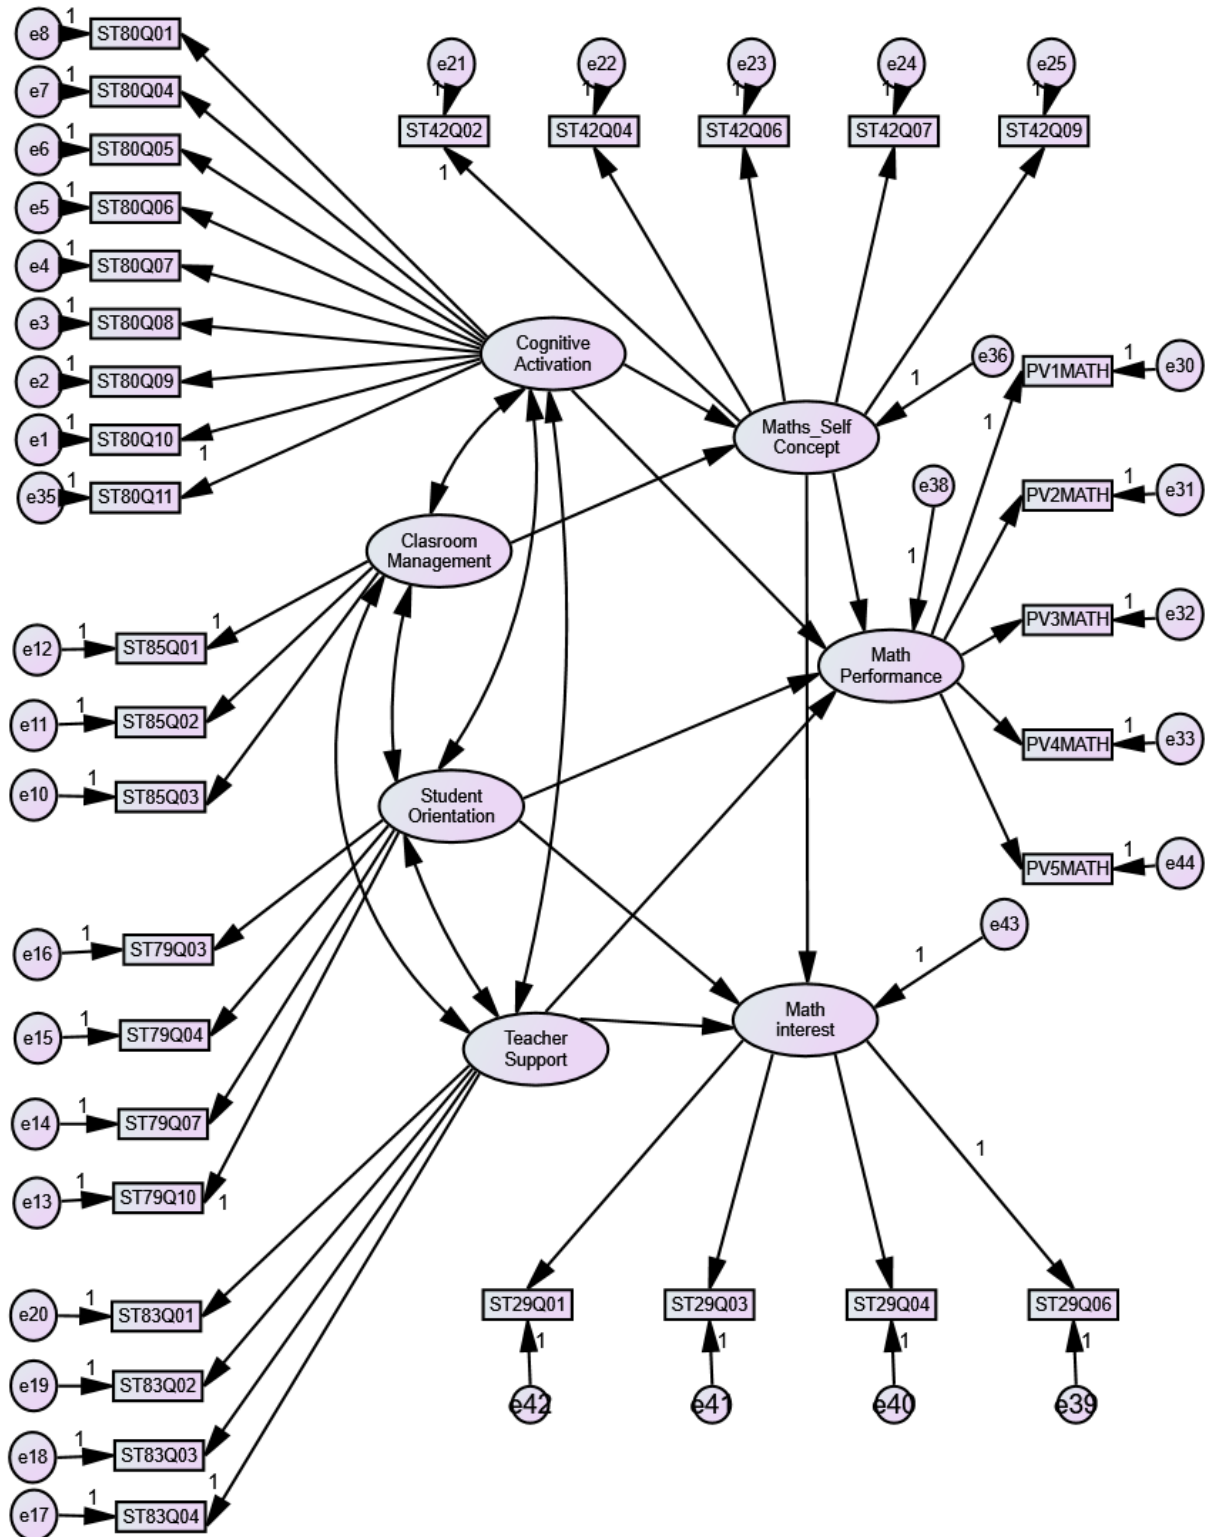 e8
1
ST80Q01
e7
1
ST80Q04
e6
1
ST80Q05
e5
1
ST80Q06
e4
1
ST80Q07
e3
1
ST80Q08
e2
1
ST80Q09
e1
1
ST80Q10
1
e35
1
ST80Q11
e21
1
ST42Q02
1
e22
1
ST42Q04
e23
1
ST42Q06
e24
1
ST42Q07
e25
1
ST42Q09
Cognitive
Activation
Maths_Self
Concept
e36
1
PV1MATH
1
e30
1
e38
1
PV2MATH
1
e31
PV3MATH
1
e32
PV4MATH
1
e33
PV5MATH
1
e44
Clasroom
Management
Math
Performance
e12
1
ST85Q01
1
e11
1
ST85Q02
e10
1
ST85Q03
Student
Orientation
e16
1
ST79Q03
e15
1
ST79Q04
e14
1
ST79Q07
e13
1
ST79Q10
1
e43
1
Math
interest
Teacher
Support
e20
1
ST83Q01
e19
1
ST83Q02
e18
1
ST83Q03
e17
1
ST83Q04
1
1
ST29Q01
1
e42
ST29Q03
1
e41
ST29Q04
1
e40
ST29Q06
1
e39